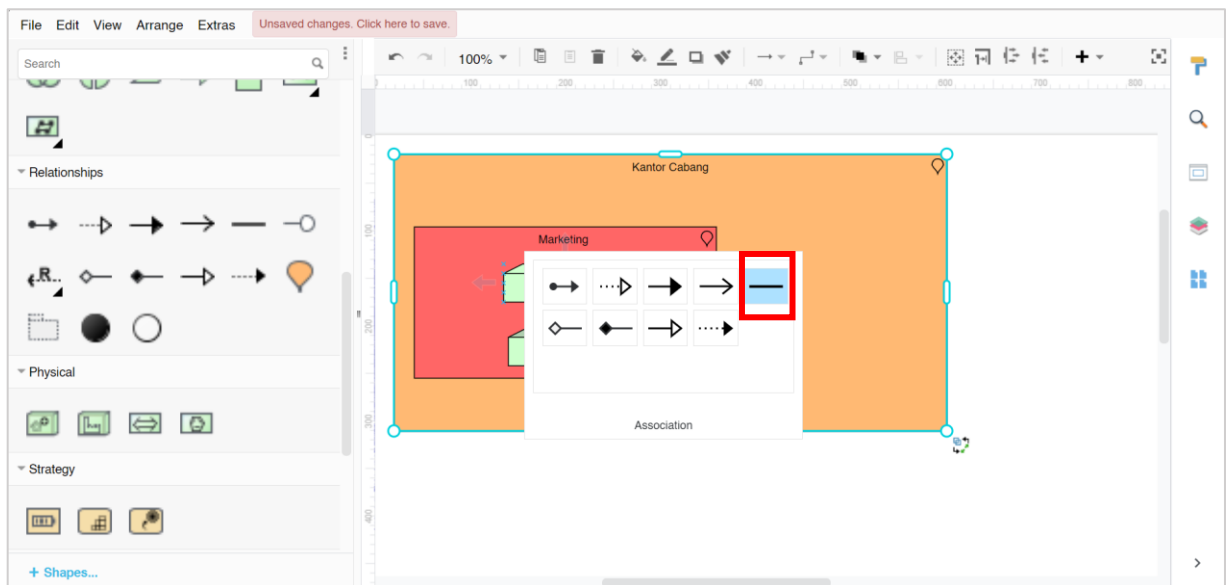 File Edit View Arrange Extras Unsaved changes. Click here to save.
Search
100%
100 200 300 400 500 600 700 800
0
100
200
300
400
R..
Relationships
Physical
Strategy
+ Shapes...
Kantor Cabang
Marketing
Association